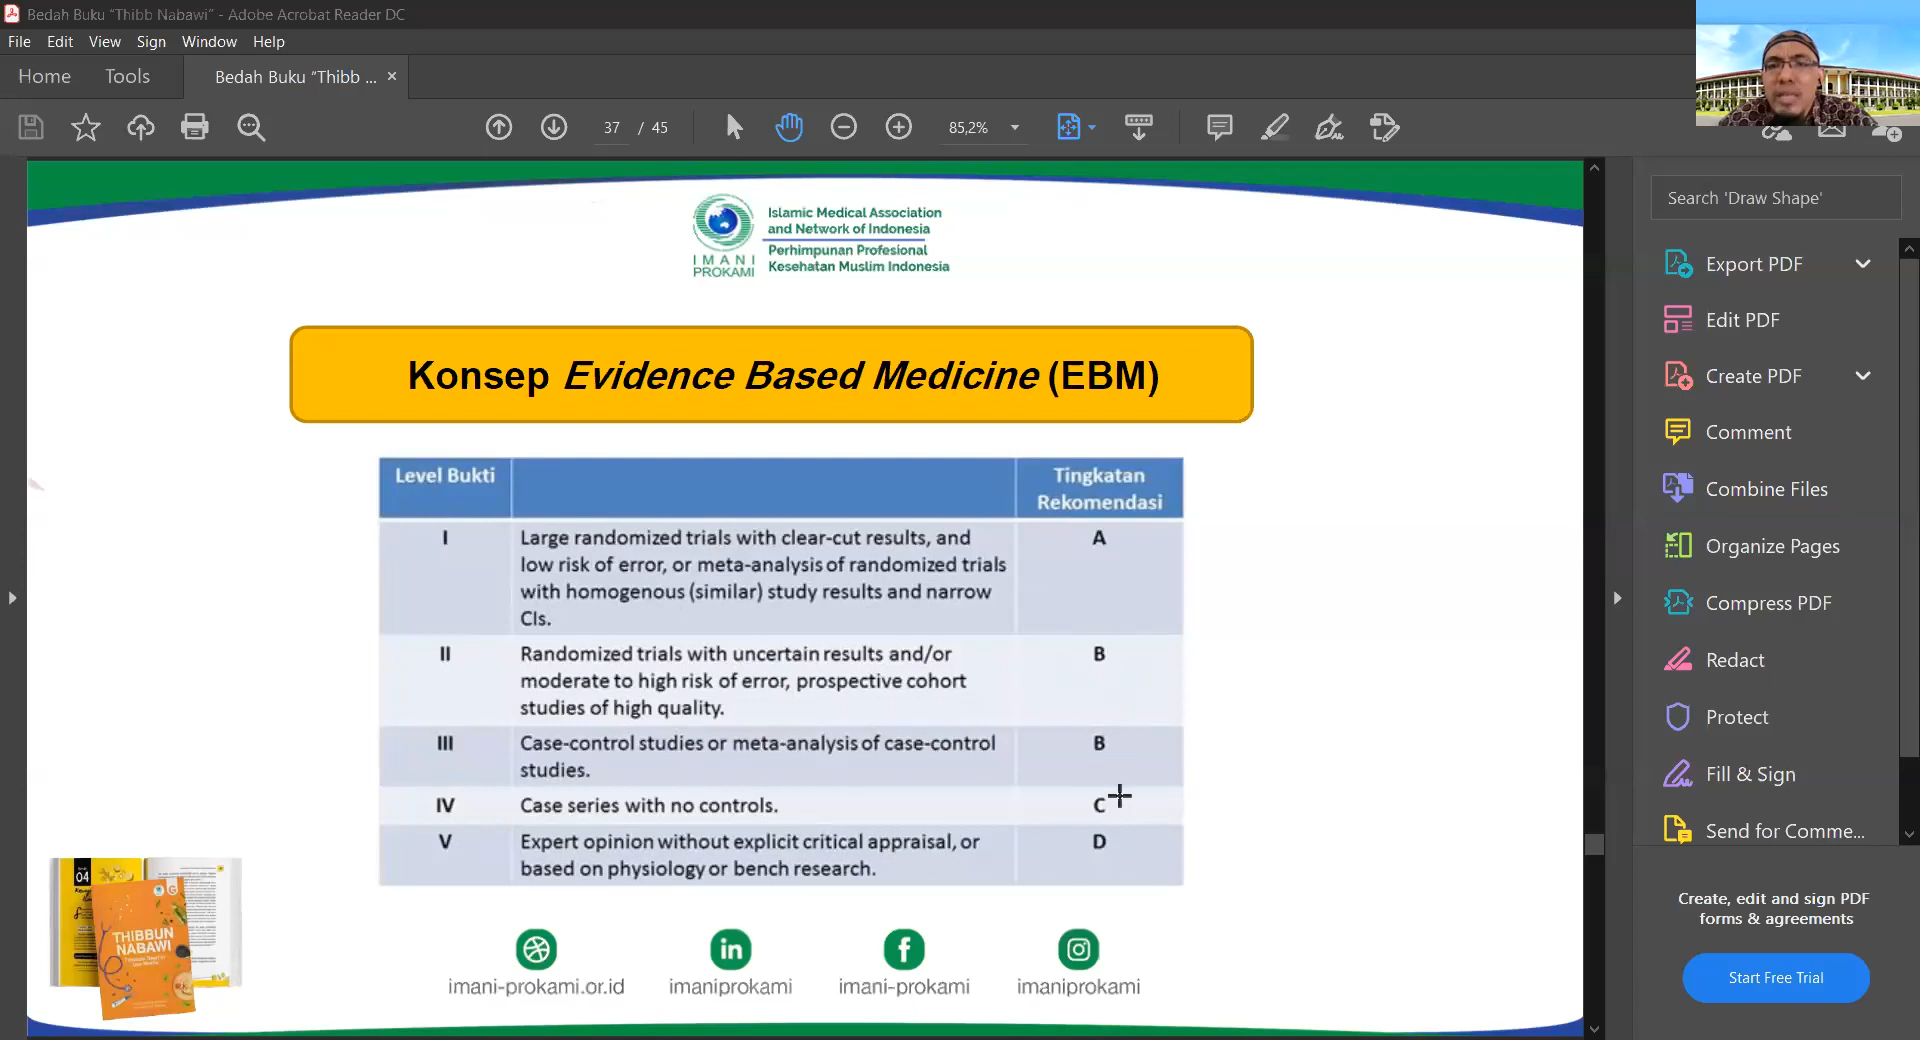 Bedah Buku “Thibb Nabawi” - Adobe Acrobat Reader DC
File Edit View Sign Window Help
Home Tools Bedah Buku “Thibb ... ×
37 / 45 85,2%
Islamic Medical Association
and Network of Indonesia
Perhimpunan Profesional
Kesehatan Muslim Indonesia
IMANI
PROKAMI
Konsep Evidence Based Medicine (EBM)
Level Bukti Tingkatan
Rekomendasi
I Large randomized trials with clear-cut results, and A
low risk of error, or meta-analysis of randomized trials
with homogenous (similar) study results and narrow
CIs.
II Randomized trials with uncertain results and/or B
moderate to high risk of error, prospective cohort
studies of high quality.
III Case-control studies or meta-analysis of case-control B
studies.
IV Case series with no controls. C
V Expert opinion without explicit critical appraisal, or D
based on physiology or bench research.
04
THIBBUN
NABAWI
imani-prokami.or.id imaniprokami imani-prokami imaniprokami
Search 'Draw Shape'
Export PDF
Edit PDF
Create PDF
Comment
Combine Files
Organize Pages
Compress PDF
Redact
Protect
Fill & Sign
Send for Comme...
Create, edit and sign PDF
forms & agreements
Start Free Trial